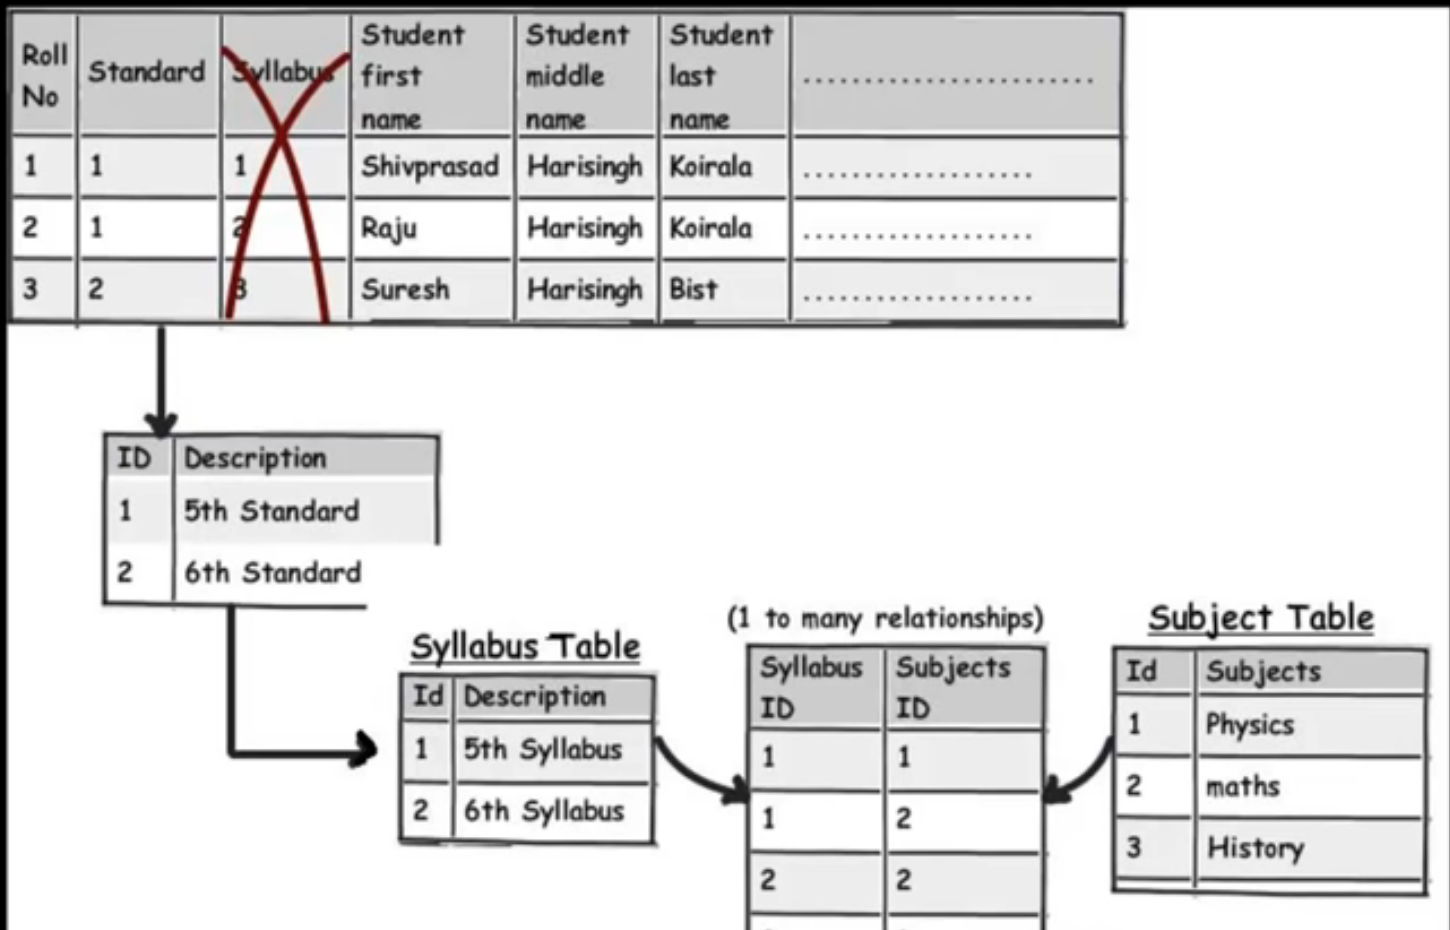 Roll No Standard Syllabus Student first name Student middle name Student last name ........................
1 1 1 Shivprasad Harisingh Koirala ...................
2 1 2 Raju Harisingh Koirala ...................
3 2 3 Suresh Harisingh Bist ...................
ID Description
1 5th Standard
2 6th Standard
Syllabus Table
Id Description
1 5th Syllabus
2 6th Syllabus
(1 to many relationships)
Syllabus ID Subjects ID
1 1
1 2
2 2
Subject Table
Id Subjects
1 Physics
2 maths
3 History